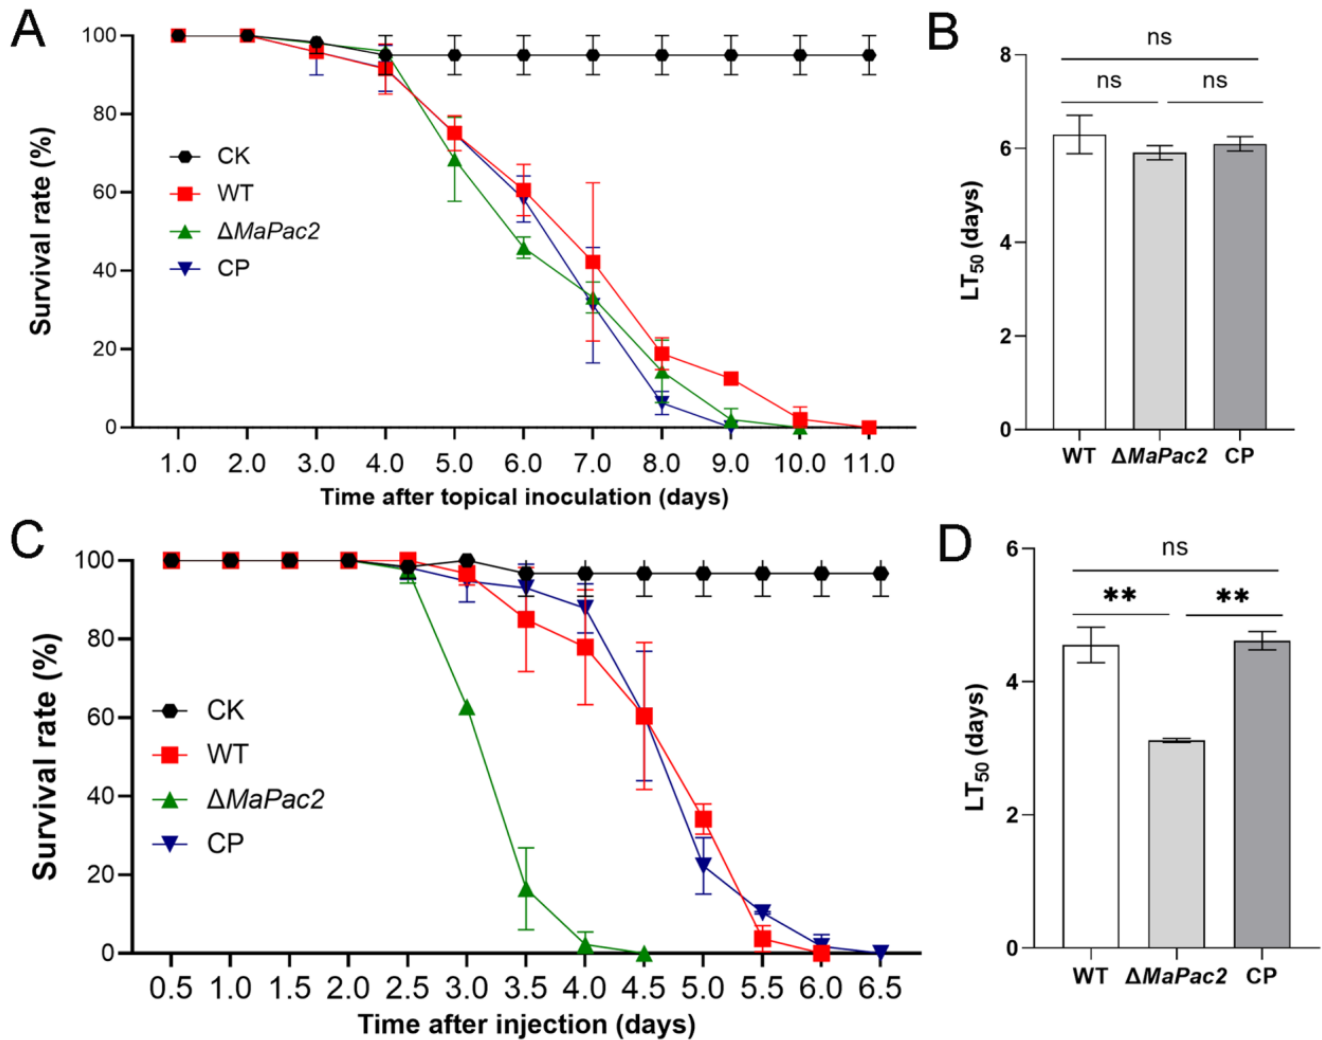 A
Survival rate (%)
100
80
60
40
20
0
CK
WT
ΔMaPac2
CP
1.0 2.0 3.0 4.0 5.0 6.0 7.0 8.0 9.0 10.0 11.0
Time after topical inoculation (days)
B
LT50 (days)
8
6
4
2
0
ns
ns ns
WT ΔMaPac2 CP
C
Survival rate (%)
100
80
60
40
20
0
CK
WT
ΔMaPac2
CP
0.5 1.0 1.5 2.0 2.5 3.0 3.5 4.0 4.5 5.0 5.5 6.0 6.5
Time after injection (days)
D
LT50 (days)
6
4
2
0
ns
** **
WT ΔMaPac2 CP